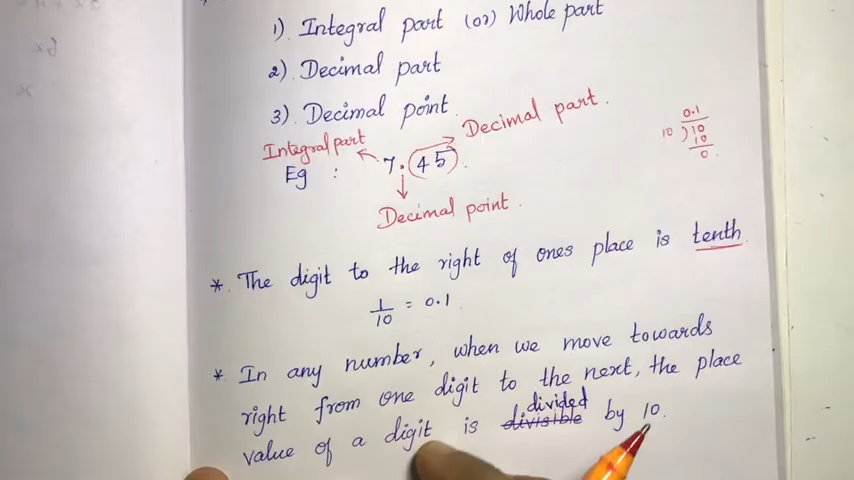 1) Integral part (or) Whole part
2) Decimal part
3) Decimal point
Decimal part.
Integral part
Eg : 7.45
Decimal point.
0.1
10 )10
10
0
* The digit to the right of ones place is tenth
1/10 = 0.1
* In any number, when we move towards
right from one digit to the next, the place
value of a digit is divisible divided by 10.